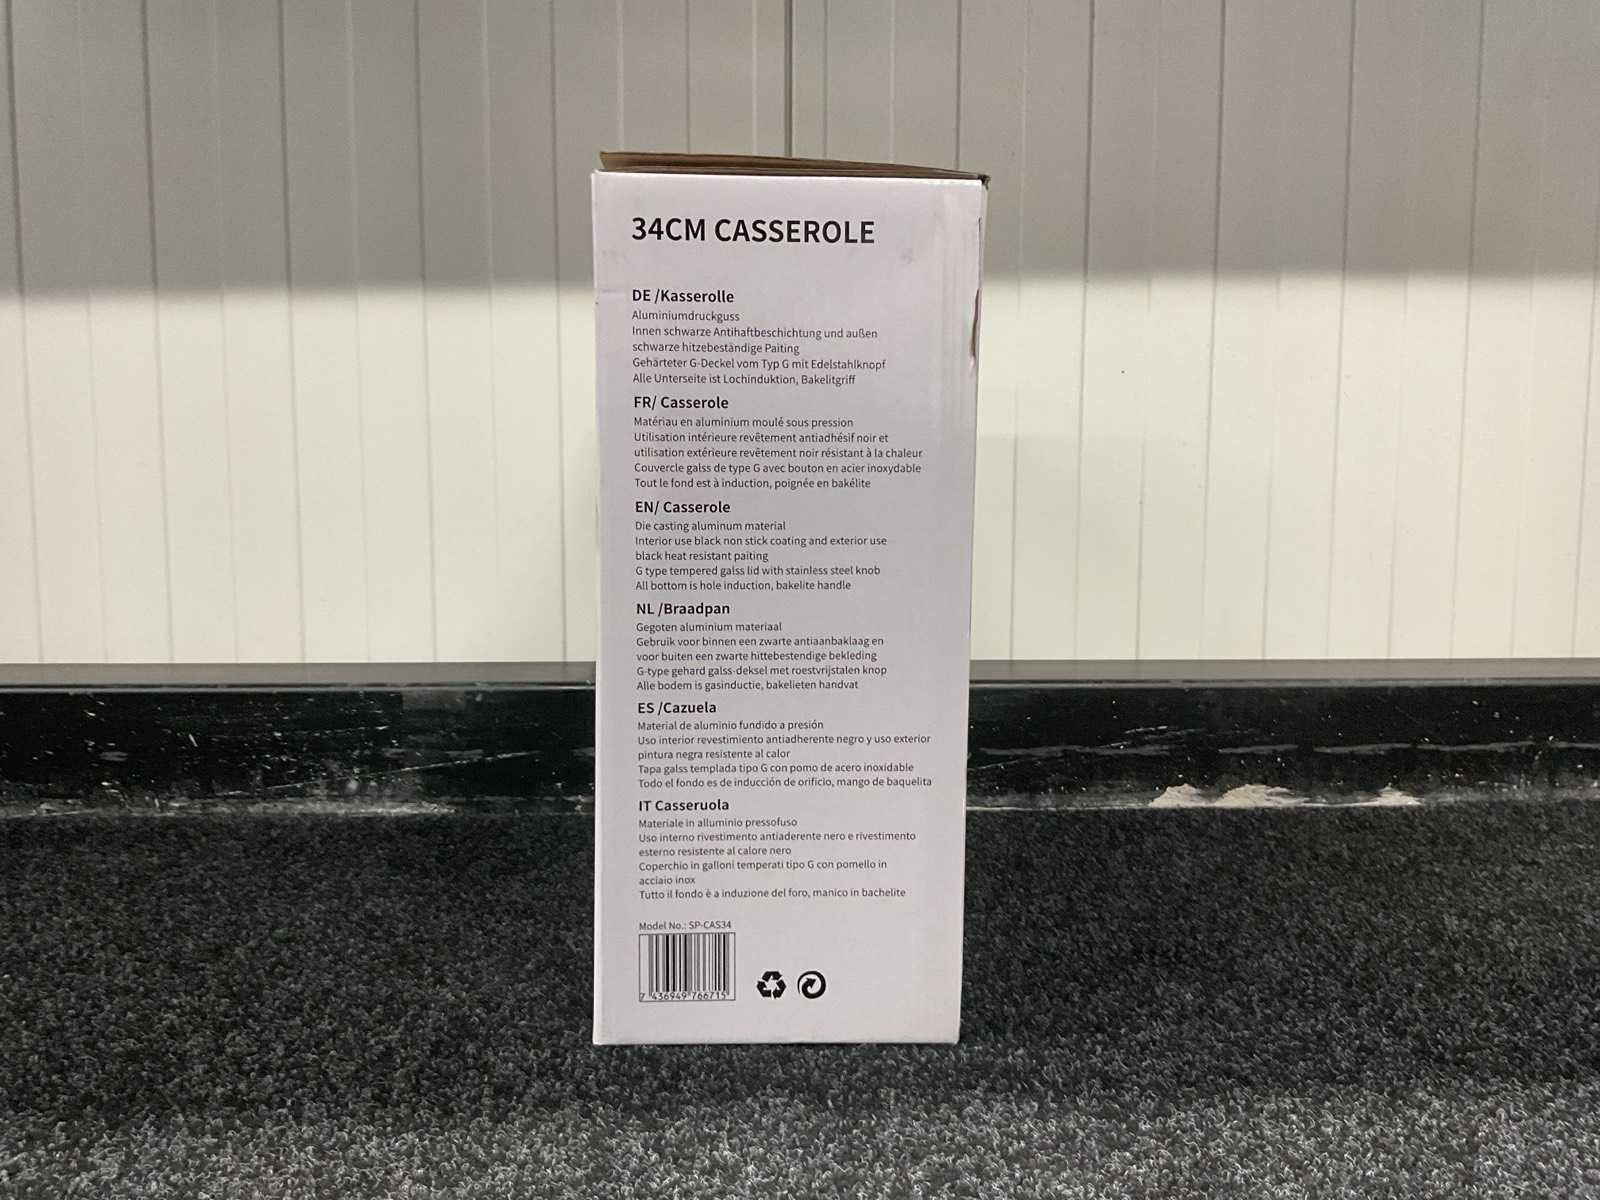 34CM CASSEROLE
DE /Kasserolle
Aluminiumdruckguss
Innen schwarze Antihaftbeschichtung und außen
schwarze hitzebeständige Paiting
Gehärteter G-Deckel vom Typ G mit Edelstahlknopf
Alle Unterseite ist Lochinduktion, Bakelitgriff
FR/ Casserole
Matériau en aluminium moulé sous pression
Utilisation intérieure revêtement antiadhésif noir et
utilisation extérieure revêtement noir résistant à la chaleur
Couvercle galss de type G avec bouton en acier inoxydable
Tout le fond est à induction, poignée en bakélite
EN/ Casserole
Die casting aluminum material
Interior use black non stick coating and exterior use
black heat resistant paiting
G type tempered galss lid with stainless steel knob
All bottom is hole induction, bakelite handle
NL /Braadpan
Gegoten aluminium materiaal
Gebruik voor binnen een zwarte antiaanbaklaag en
voor buiten een zwarte hittebestendige bekleding
G-type gehard galss-deksel met roestvrijstalen knop
Alle bodem is gasinductie, bakelieten handvat
ES /Cazuela
Material de aluminio fundido a presión
Uso interior revestimiento antiadherente negro y uso exterior
pintura negra resistente al calor
Tapa galss templada tipo G con pomo de acero inoxidable
Todo el fondo es de inducción de orificio, mango de baquelita
IT Casseruola
Materiale in alluminio pressofuso
Uso interno rivestimento antiaderente nero e rivestimento
esterno resistente al calore nero
Coperchio in galloni temperati tipo G con pomello in
acciaio inox
Tutto il fondo è a induzione del foro, manico in bachelite
Model No.: SP-CAS34
7 436949 766715